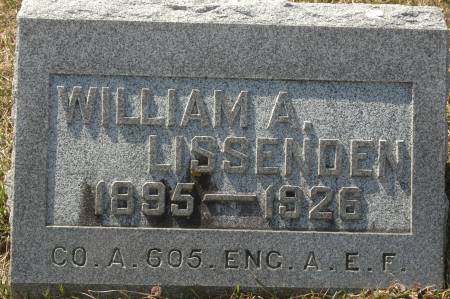 WILLIAM A.
LISSENDEN
1895—1926
CO. A. 605. ENG. A. E. F.